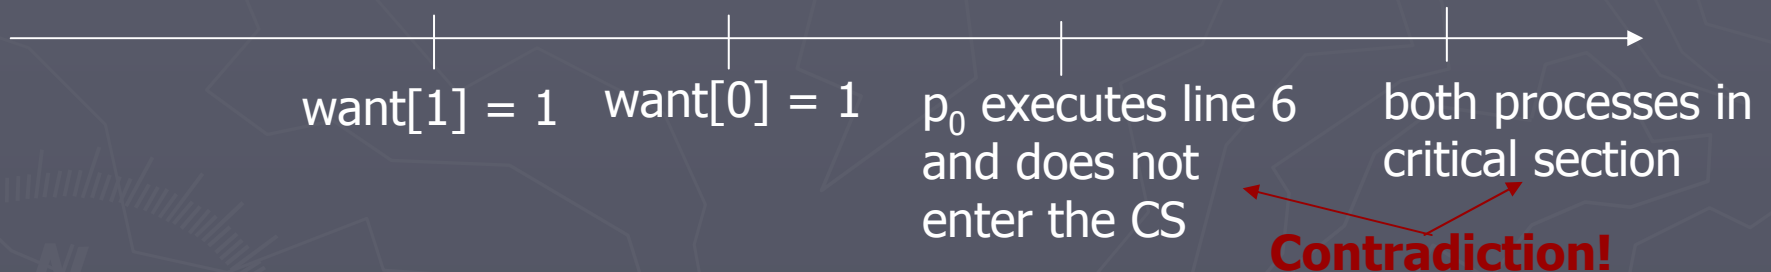 want[1] = 1
want[0] = 1
p₀ executes line 6
and does not
enter the CS
both processes in
critical section
Contradiction!